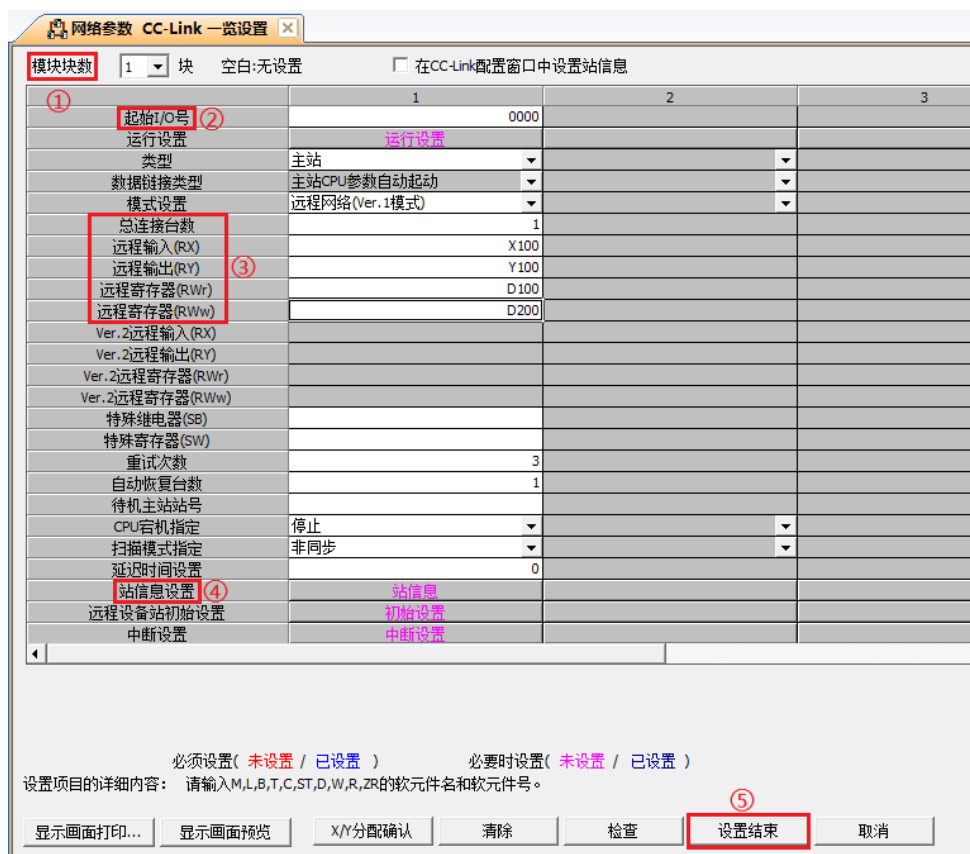 网络参数 CC-Link 一览设置
模块块数 1 块 空白:无设置 在CC-Link配置窗口中设置站信息
① 1 2 3
起始I/O号 ② 0000
运行设置 运行设置
类型 主站
数据链接类型 主站CPU参数自动起动
模式设置 远程网络(Ver.1模式)
总连接台数 1
远程输入(RX) X100
远程输出(RY) ③ Y100
远程寄存器(RWr) D100
远程寄存器(RWw) D200
Ver.2远程输入(RX)
Ver.2远程输出(RY)
Ver.2远程寄存器(RWr)
Ver.2远程寄存器(RWw)
特殊继电器(SB)
特殊寄存器(SW)
重试次数 3
自动恢复台数 1
待机主站站号
CPU宕机指定 停止
扫描模式指定 非同步
延迟时间设置 0
站信息设置 ④ 站信息
远程设备站初始设置 初始设置
中断设置 中断设置
必须设置( 未设置 / 已设置 ) 必要时设置( 未设置 / 已设置 )
设置项目的详细内容: 请输入M,L,B,T,C,ST,D,W,R,ZR的软元件名和软元件号。
⑤
显示画面打印... 显示画面预览 X/Y分配确认 清除 检查 设置结束 取消